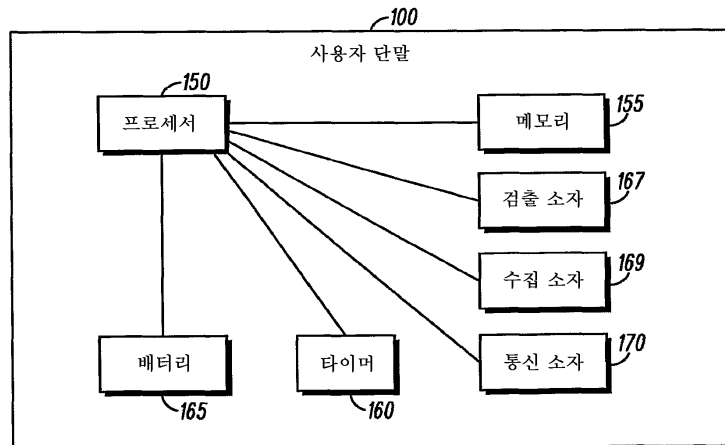 100
사용자 단말
150
프로세서
메모리
155
검출 소자
167
수집 소자
169
배터리
165
타이머
160
통신 소자
170